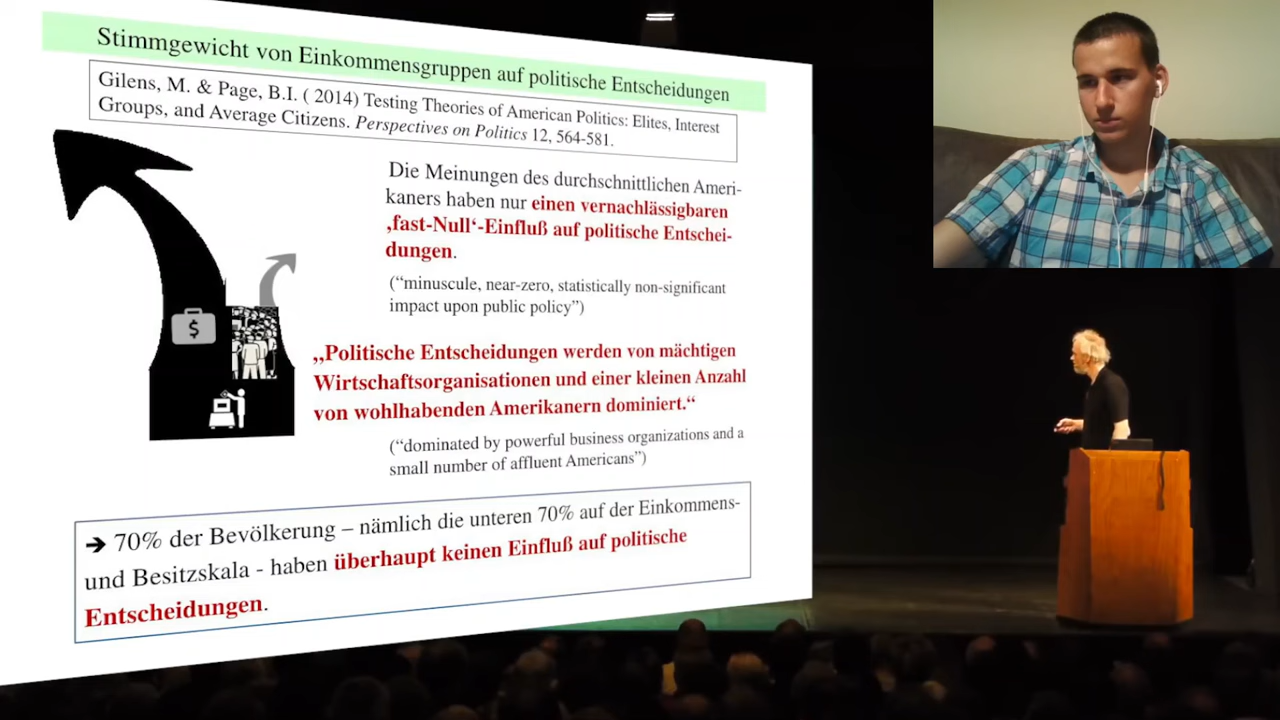 Stimmgewicht von Einkommensgruppen auf politische Entscheidungen
Gilens, M. & Page, B.I. ( 2014) Testing Theories of American Politics: Elites, Interest
Groups, and Average Citizens. Perspectives on Politics 12, 564-581.
Die Meinungen des durchschnittlichen Ameri-
kaners haben nur einen vernachlässigbaren
‚fast-Null‘-Einfluß auf politische Entschei-
dungen.
(“minuscule, near-zero, statistically non-significant
impact upon public policy”)
$
„Politische Entscheidungen werden von mächtigen
Wirtschaftsorganisationen und einer kleinen Anzahl
von wohlhabenden Amerikanern dominiert.“
(“dominated by powerful business organizations and a
small number of affluent Americans”)
➔ 70% der Bevölkerung – nämlich die unteren 70% auf der Einkommens-
und Besitzskala - haben überhaupt keinen Einfluß auf politische
Entscheidungen.